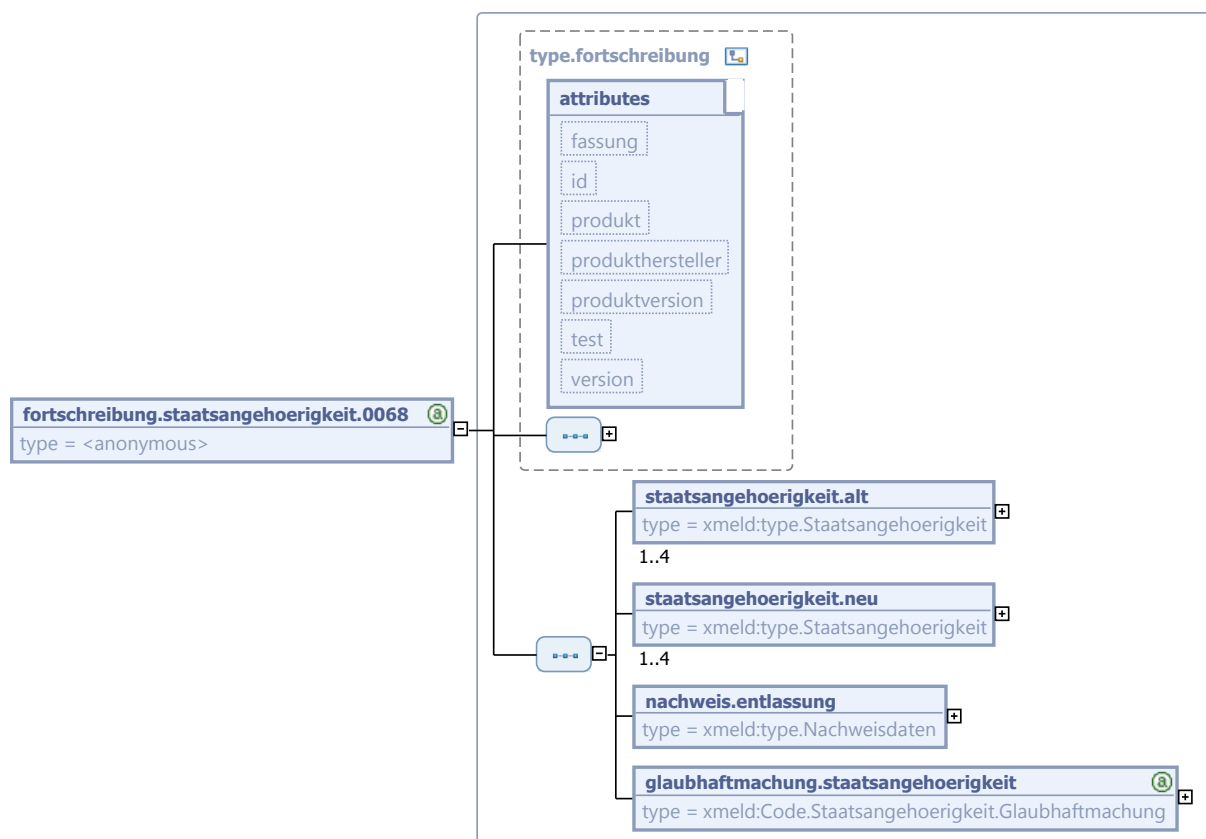 type.fortschreibung
attributes
fassung
id
produkt
produkthersteller
produktversion
test
version
fortschreibung.staatsangehoerigkeit.0068
type = <anonymous>
staatsangehoerigkeit.alt
type = xmeld:type.Staatsangehoerigkeit
1..4
staatsangehoerigkeit.neu
type = xmeld:type.Staatsangehoerigkeit
1..4
nachweis.entlassung
type = xmeld:type.Nachweisdaten
glaubhaftmachung.staatsangehoerigkeit
type = xmeld:Code.Staatsangehoerigkeit.Glaubhaftmachung